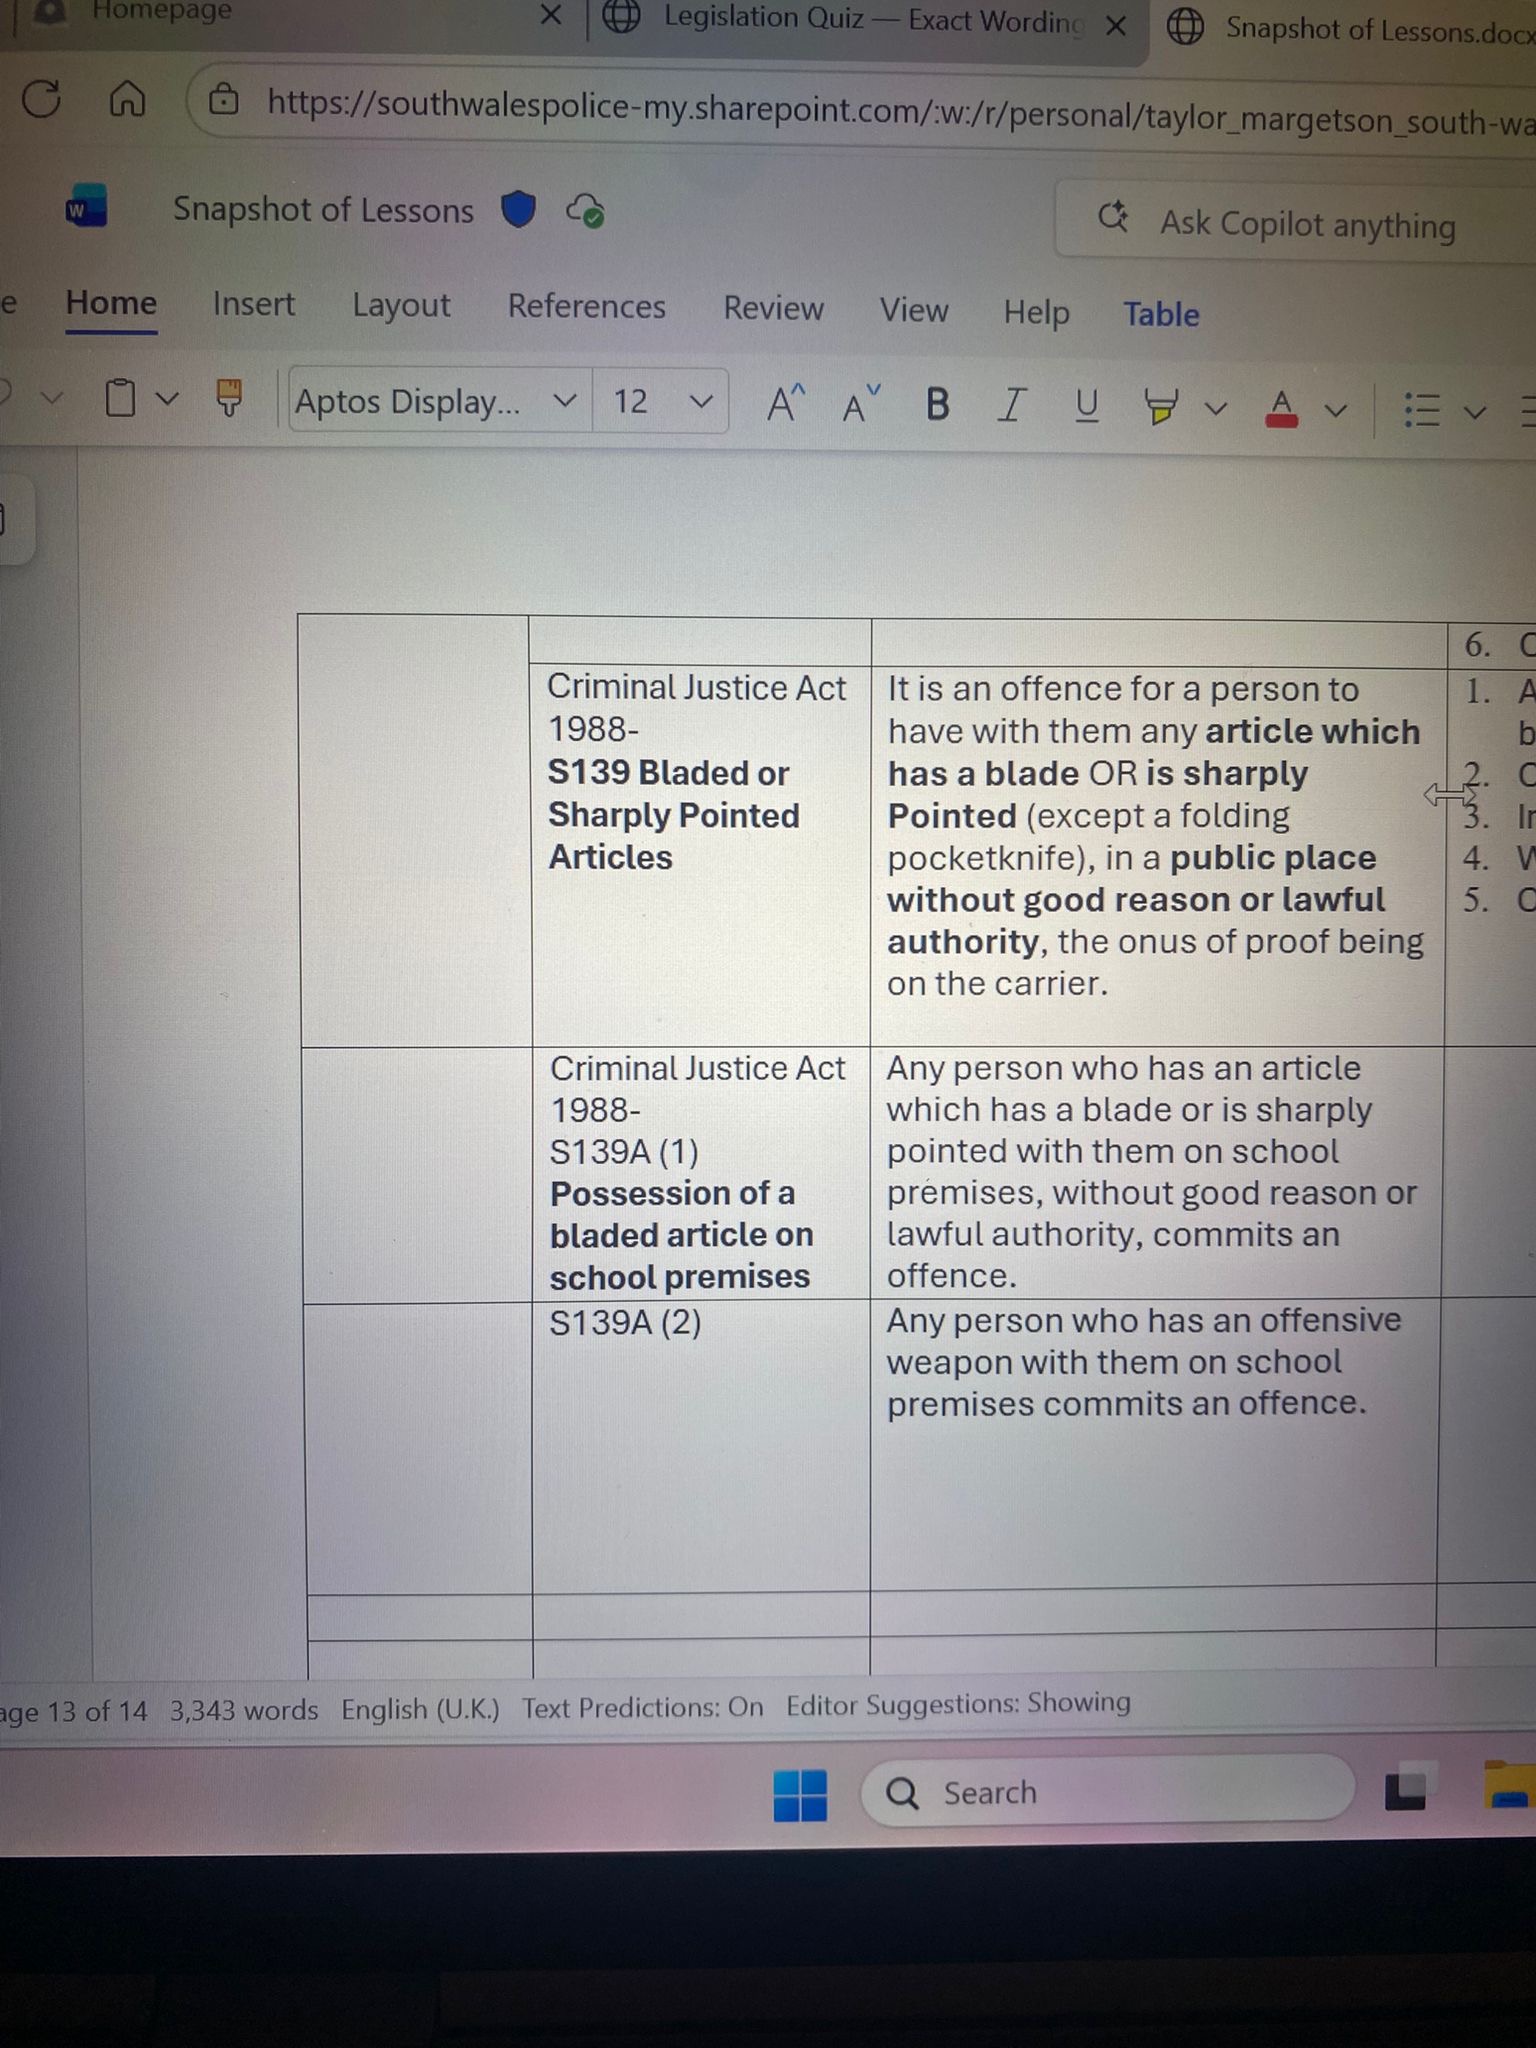 Homepage
Legislation Quiz — Exact Wording
Snapshot of Lessons.docx
https://southwalespolice-my.sharepoint.com/:w:/r/personal/taylor_margetson_south-wa
Snapshot of Lessons
Ask Copilot anything
e Home Insert Layout References Review View Help Table
Aptos Display... 12 A A B I U A
6. C
Criminal Justice Act
1988-
S139 Bladed or
Sharply Pointed
Articles
It is an offence for a person to
have with them any article which
has a blade OR is sharply
Pointed (except a folding
pocketknife), in a public place
without good reason or lawful
authority, the onus of proof being
on the carrier.
1. A
b
2. C
3. In
4. W
5. C
Criminal Justice Act
1988-
S139A (1)
Possession of a
bladed article on
school premises
Any person who has an article
which has a blade or is sharply
pointed with them on school
premises, without good reason or
lawful authority, commits an
offence.
S139A (2)
Any person who has an offensive
weapon with them on school
premises commits an offence.
age 13 of 14 3,343 words English (U.K.) Text Predictions: On Editor Suggestions: Showing
Search